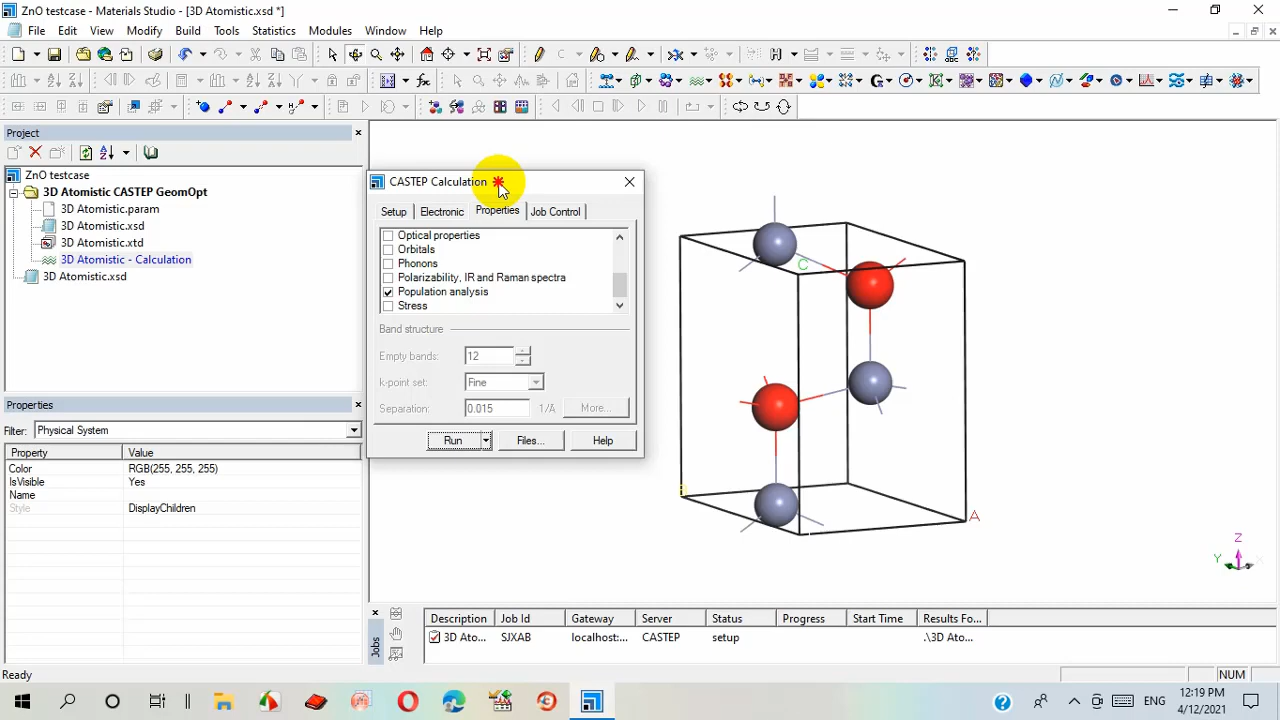 ZnO testcase - Materials Studio - [3D Atomistic.xsd *]
File Edit View Modify Build Tools Statistics Modules Window Help
Project
ZnO testcase
3D Atomistic CASTEP GeomOpt
3D Atomistic.param
3D Atomistic.xsd
3D Atomistic.xtd
3D Atomistic - Calculation
3D Atomistic.xsd
Properties
Filter: Physical System
Property Value
Color RGB(255, 255, 255)
IsVisible Yes
Name
Style DisplayChildren
CASTEP Calculation
Setup Electronic Properties Job Control
Optical properties
Orbitals
Phonons
Polarizability, IR and Raman spectra
Population analysis
Stress
Band structure
Empty bands: 12
k-point set: Fine
Separation: 0.015 1/Å More...
Run Files... Help
C
B
A
Z
Y
Jobs
Description Job Id Gateway Server Status Progress Start Time Results Fo...
3D Ato... SJXAB localhost:... CASTEP setup .\3D Ato...
Ready
NUM
ENG
12:19 PM
4/12/2021